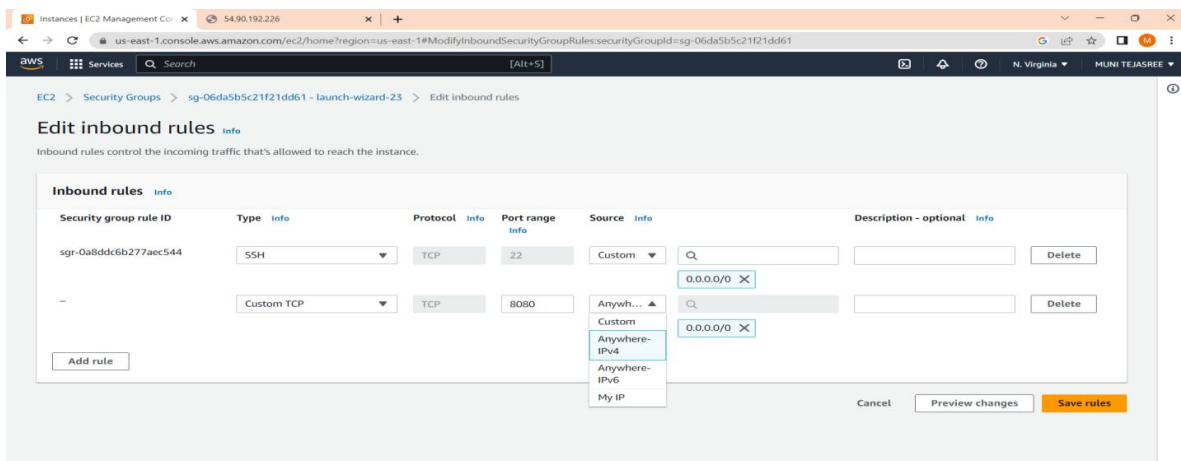 Instances | EC2 Management Co
54.90.192.226
us-east-1.console.aws.amazon.com/ec2/home?region=us-east-1#ModifyInboundSecurityGroupRules:securityGroupId=sg-06da5b5c21f21dd61
aws Services Search [Alt+S] N. Virginia MUNI TEJASREE
EC2 > Security Groups > sg-06da5b5c21f21dd61 - launch-wizard-23 > Edit inbound rules
Edit inbound rules Info
Inbound rules control the incoming traffic that's allowed to reach the instance.
Inbound rules Info
Security group rule ID Type Info Protocol Info Port range Info Source Info Description - optional Info
sgr-0a8ddc6b277aec544 SSH TCP 22 Custom Delete
0.0.0.0/0
– Custom TCP TCP 8080 Anywh... Delete
0.0.0.0/0
Custom
Anywhere-
IPv4
Anywhere-
IPv6
My IP
Add rule
Cancel Preview changes Save rules